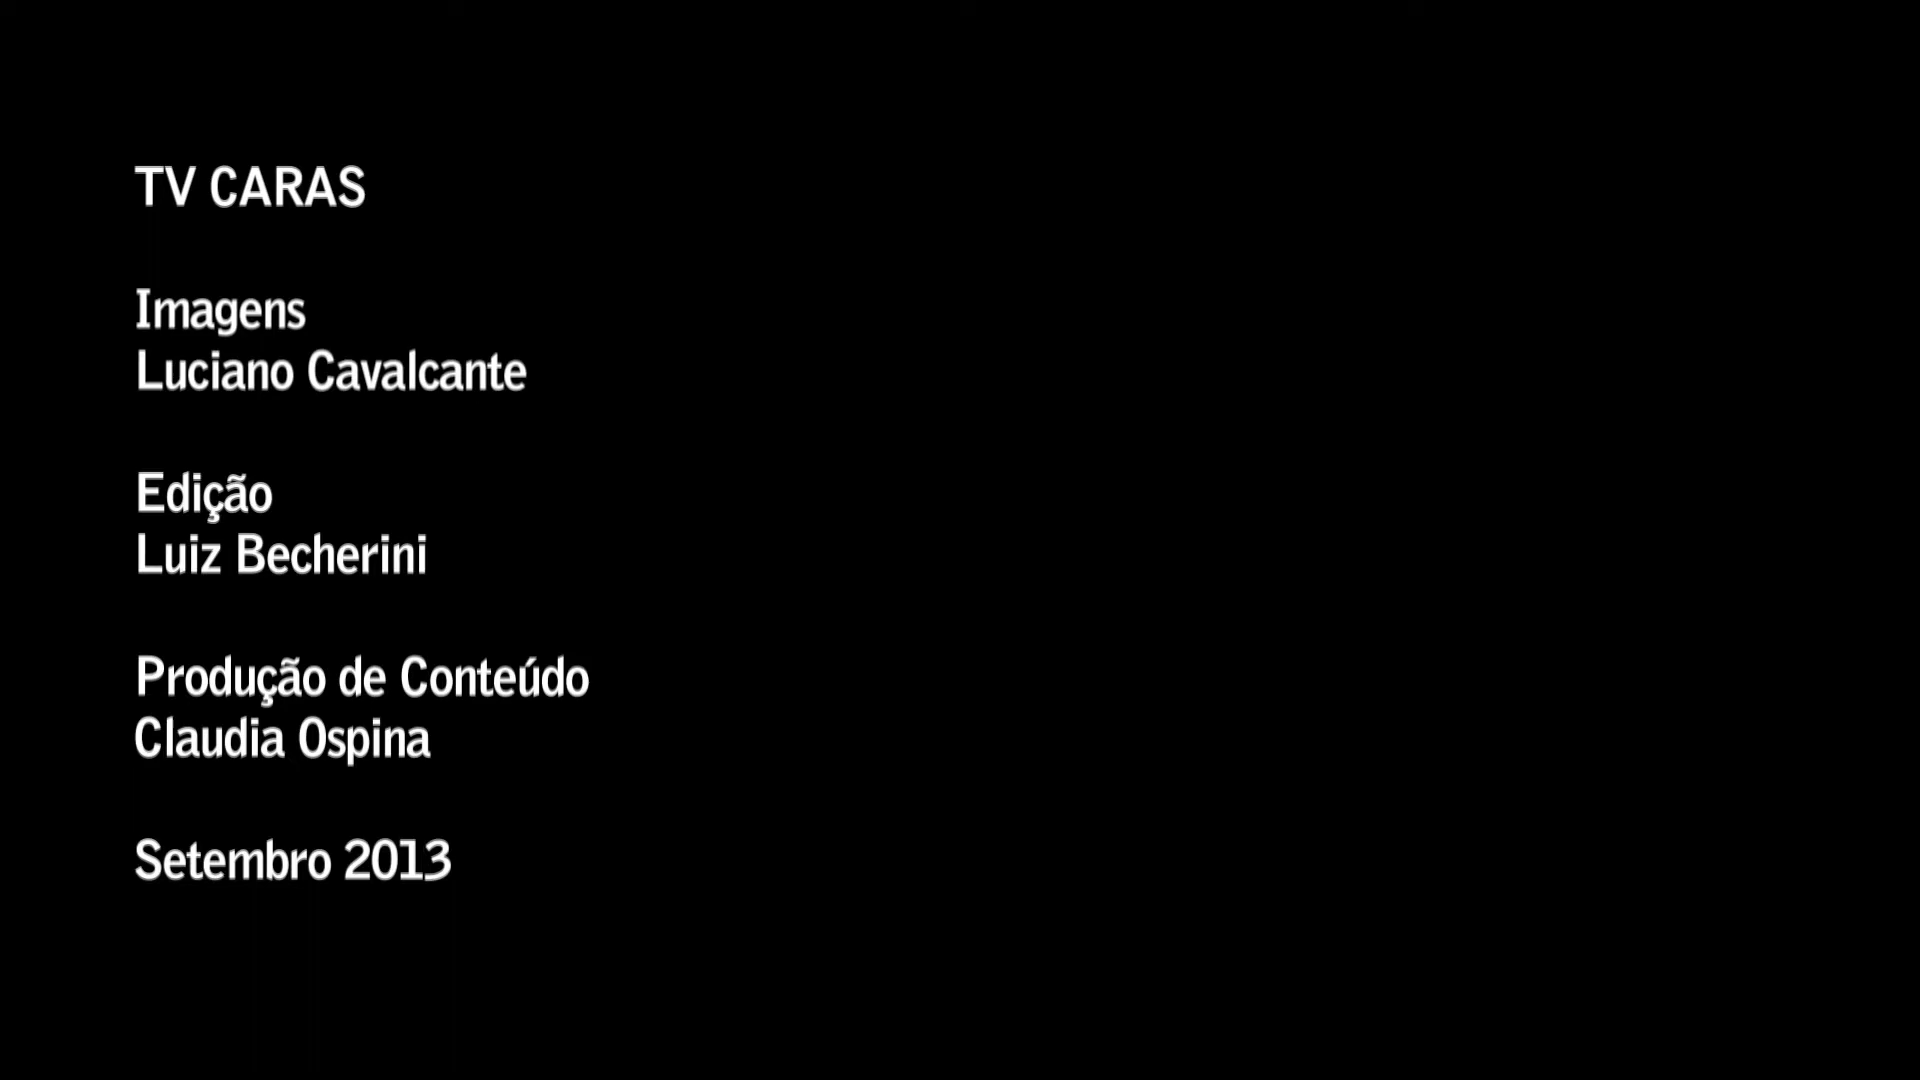 TV CARAS
Imagens
Luciano Cavalcante
Edição
Luiz Becherini
Produção de Conteúdo
Claudia Ospina
Setembro 2013